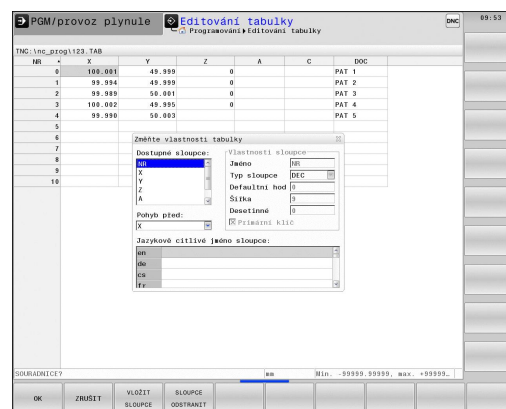 PGM/provoz plynule
Editování tabulky
Programování Editování tabulky
DNC
09:53
TNC:\nc_prog\123.TAB
NR X Y Z A C DOC
0 100.001 49.999 0 PAT 1
1 99.994 49.999 0 PAT 2
2 99.989 50.001 0 PAT 3
3 100.002 49.995 0 PAT 4
4 99.990 50.003 PAT 5
5
6
7
8
9
10
Změňte vlastnosti tabulky
Dostupné sloupce:
NR
X
Y
Z
A
Pohyb před:
X
Vlastnosti sloupce
Jméno NR
Typ sloupce DEC
Defaultní hod 0
Šířka 9
Desetinné 0
Primární klíč
Jazykově citlivé jméno sloupce:
en
de
cs
fr
SOURADNICE?
mm
Min. -99999.99999, max. +99999…
OK
ZRUŠIT
VLOŽIT SLOUPCE
SLOUPCE ODSTRANIT